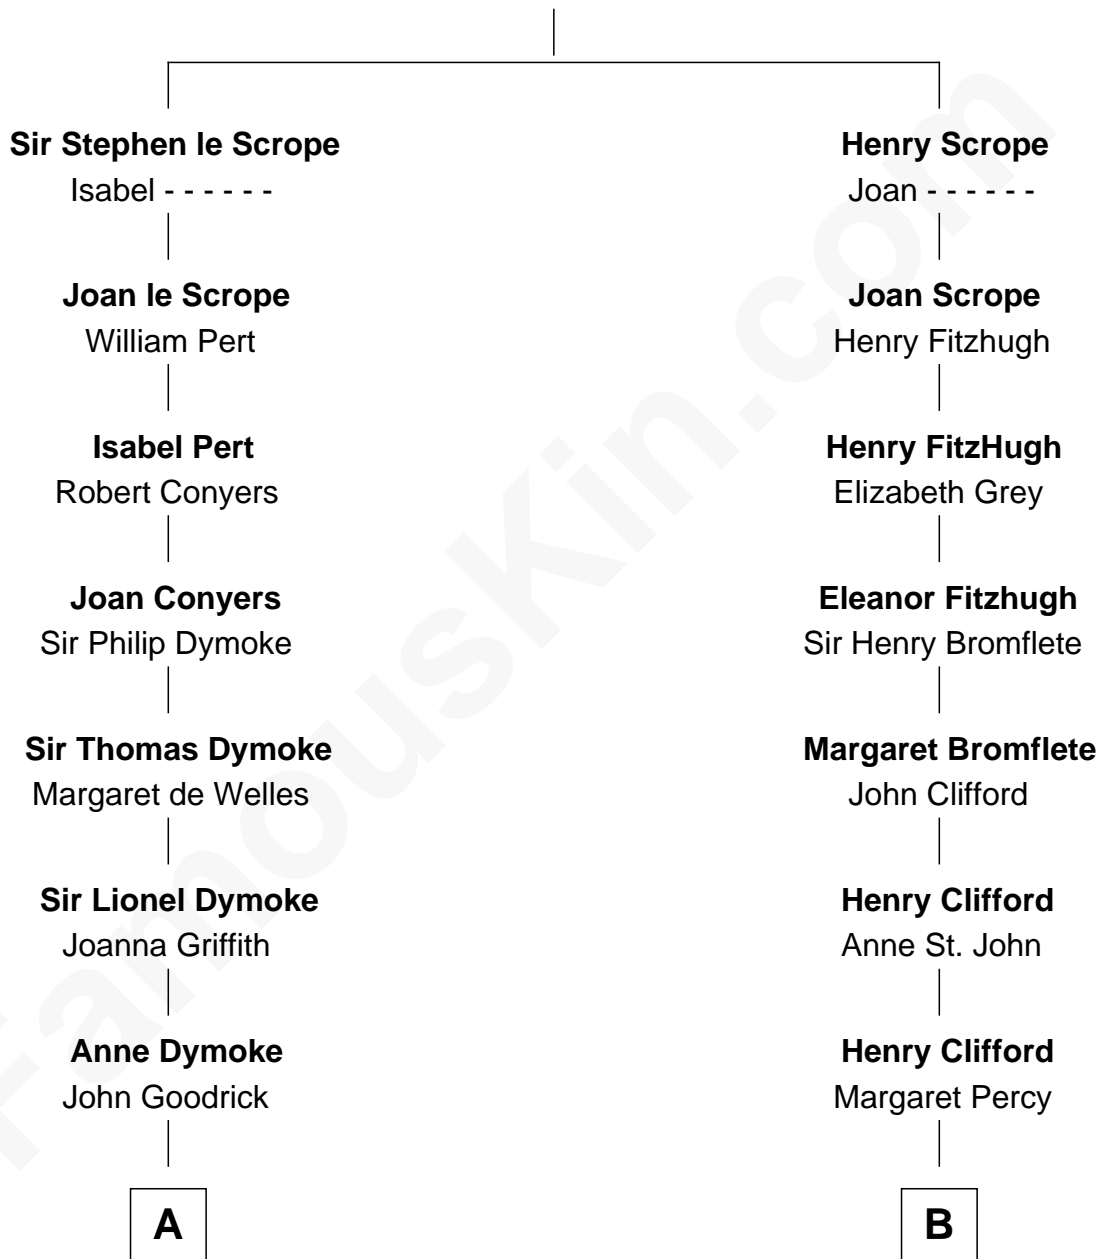 Sir Stephen le Scrope
Isabel - - - - - -
Joan le Scrope
William Pert
Isabel Pert
Robert Conyers
Joan Conyers
Sir Philip Dymoke
Sir Thomas Dymoke
Margaret de Welles
Sir Lionel Dymoke
Joanna Griffith
Anne Dymoke
John Goodrick
A
Henry Scrope
Joan - - - - - -
Joan Scrope
Henry Fitzhugh
Henry FitzHugh
Elizabeth Grey
Eleanor Fitzhugh
Sir Henry Bromflete
Margaret Bromflete
John Clifford
Henry Clifford
Anne St. John
Henry Clifford
Margaret Percy
B
FamousKin.com